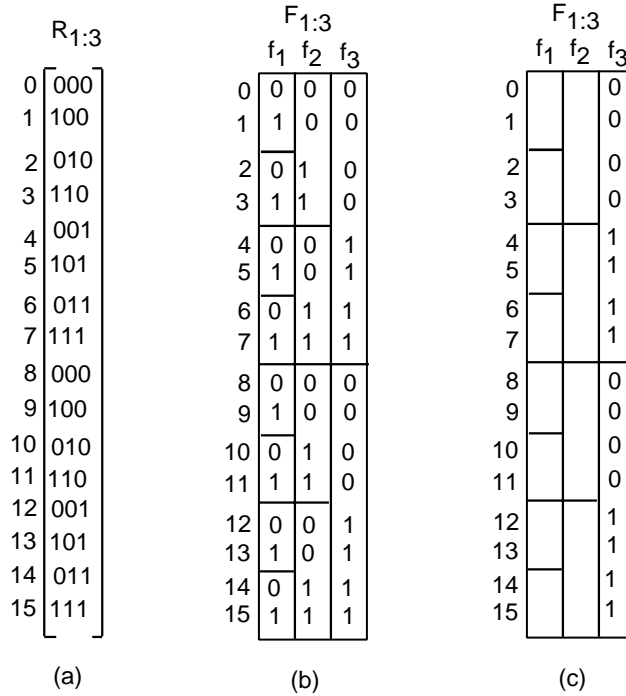 R1:3
0 000
1 100
2 010
3 110
4 001
5 101
6 011
7 111
8 000
9 100
10 010
11 110
12 001
13 101
14 011
15 111
(a)
F1:3
f1 f2 f3
0 0 0 0
1 1 0 0
2 0 1 0
3 1 1 0
4 0 0 1
5 1 0 1
6 0 1 1
7 1 1 1
8 0 0 0
9 1 0 0
10 0 1 0
11 1 1 0
12 0 0 1
13 1 0 1
14 0 1 1
15 1 1 1
(b)
F1:3
f1 f2 f3
0 0
1 0
2 0
3 0
4 1
5 1
6 1
7 1
8 0
9 0
10 0
11 0
12 1
13 1
14 1
15 1
(c)